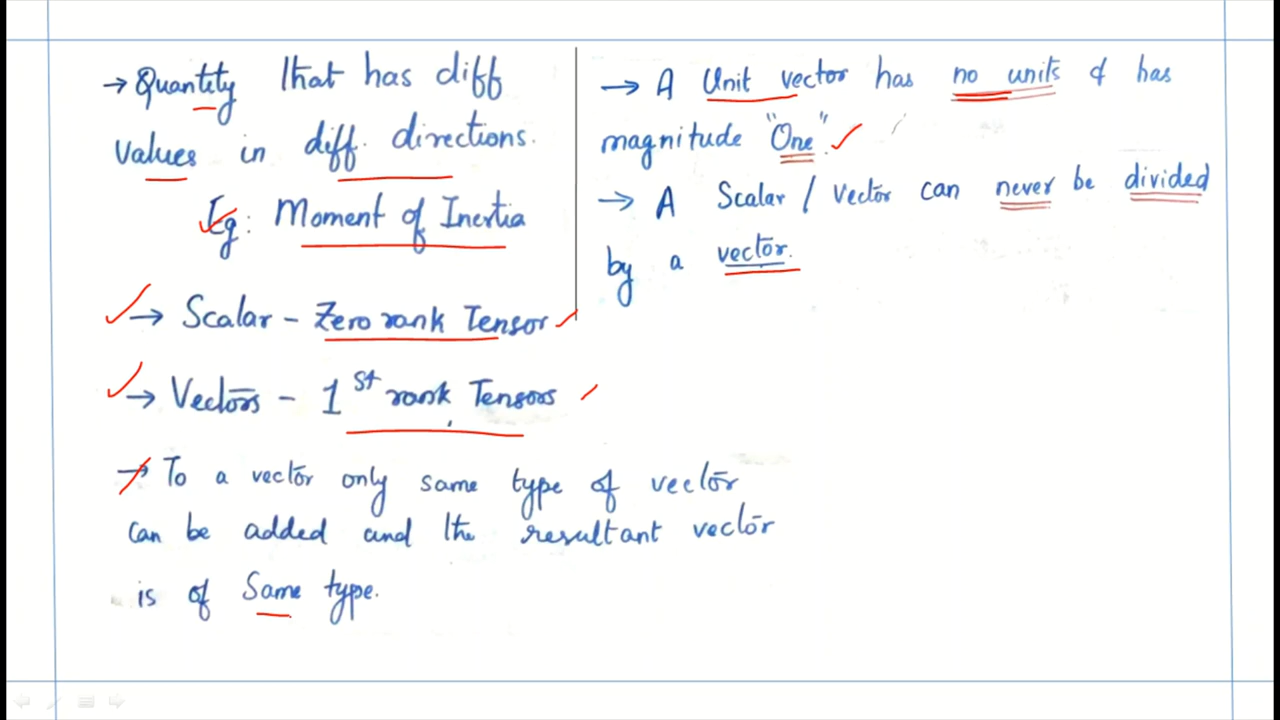 → Quantity that has diff
values in diff. directions.
Eg: Moment of Inertia
→ Scalar - Zero rank Tensor
→ Vectors - 1st rank Tensors
→ To a vector only same type of vector
can be added and the resultant vector
is of Same type.
→ A Unit vector has no units & has
magnitude "One".
→ A Scalar / Vector can never be divided
by a vector.